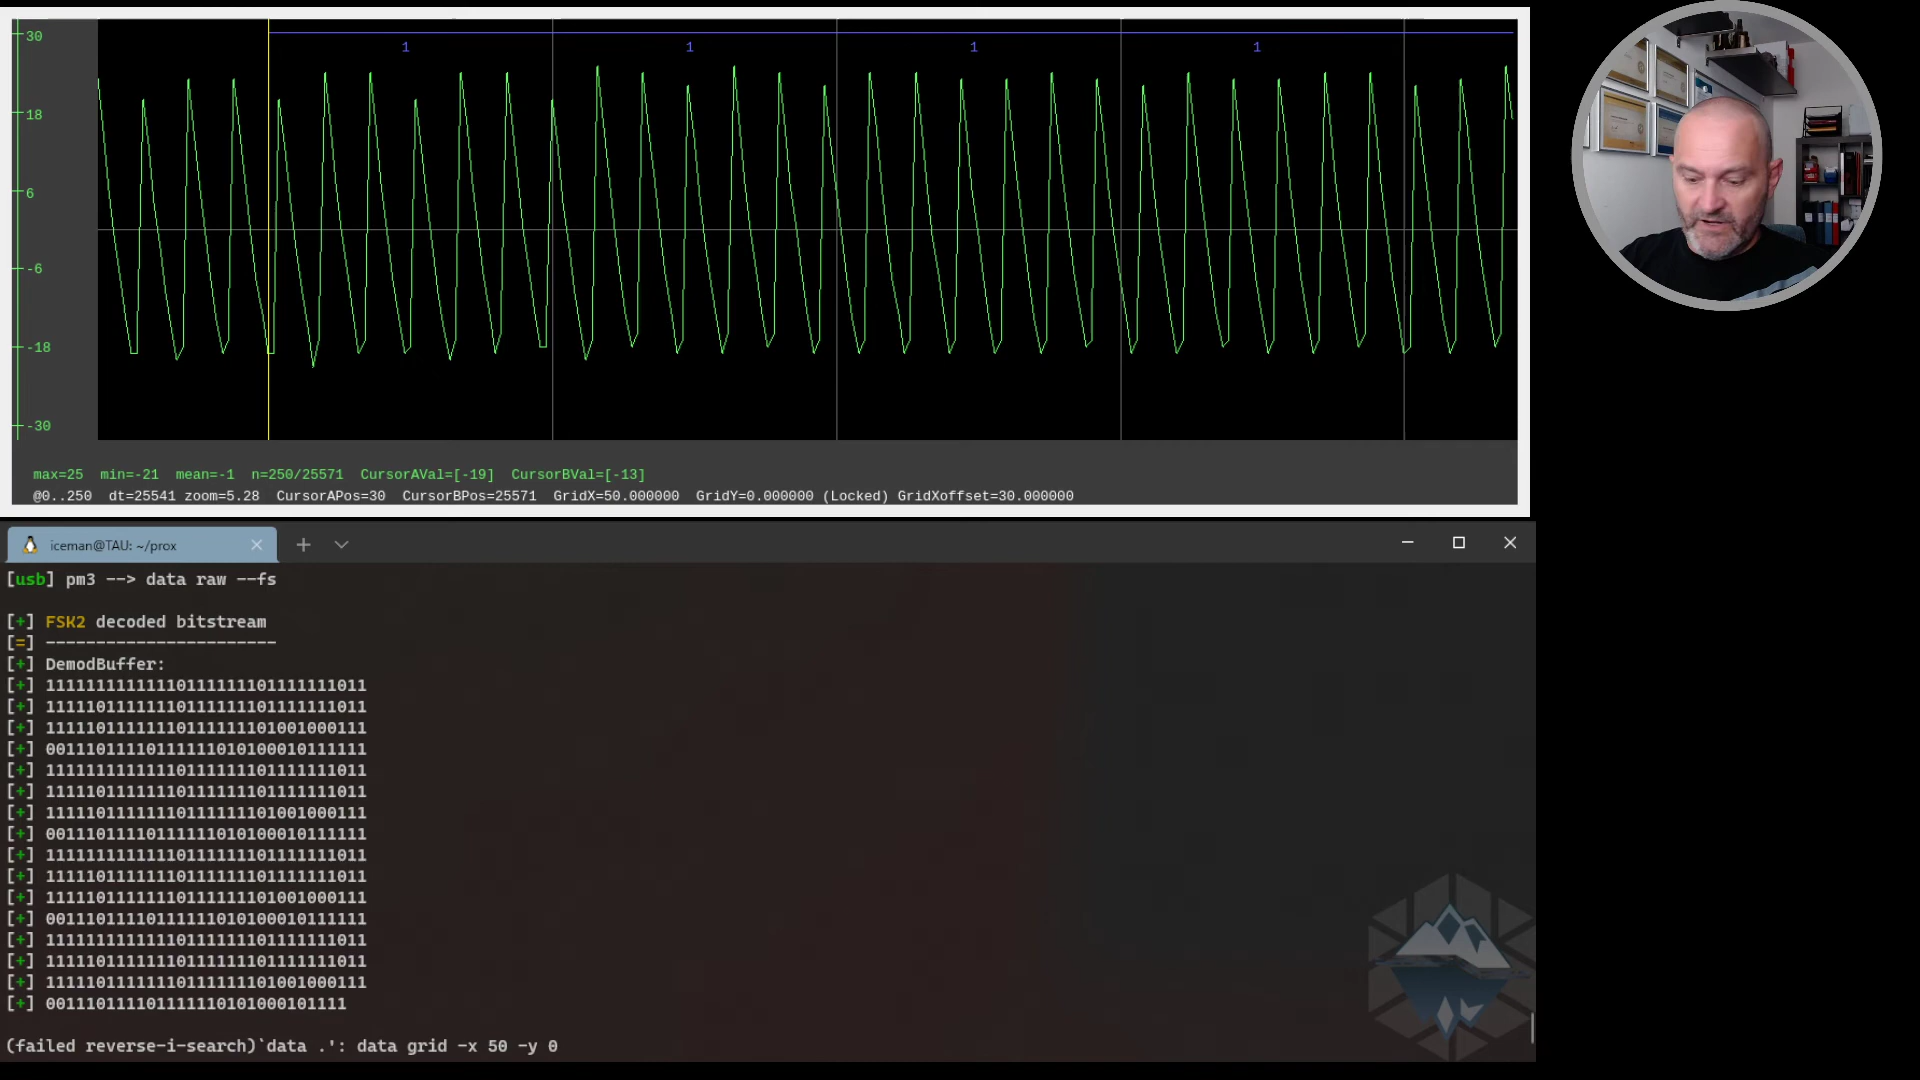 30
1 1 1 1
18
6
-6
-18
-30
max=25 min=-21 mean=-1 n=250/25571 CursorAVal=[-19] CursorBVal=[-13]
@0..250 dt=25541 zoom=5.28 CursorAPos=30 CursorBPos=25571 GridX=50.000000 GridY=0.000000 (Locked) GridXoffset=30.000000
iceman@TAU: ~/prox
[usb] pm3 --> data raw --fs
[+] FSK2 decoded bitstream
[=] -----------------------
[+] DemodBuffer:
[+] 11111111111110111111101111111011
[+] 11111011111110111111101111111011
[+] 11111011111110111111101001000111
[+] 00111011110111111010100010111111
[+] 11111111111110111111101111111011
[+] 11111011111110111111101111111011
[+] 11111011111110111111101001000111
[+] 00111011110111111010100010111111
[+] 11111111111110111111101111111011
[+] 11111011111110111111101111111011
[+] 11111011111110111111101001000111
[+] 00111011110111111010100010111111
[+] 11111111111110111111101111111011
[+] 11111011111110111111101111111011
[+] 11111011111110111111101001000111
[+] 001110111101111110101000101111
(failed reverse-i-search)`data .': data grid -x 50 -y 0